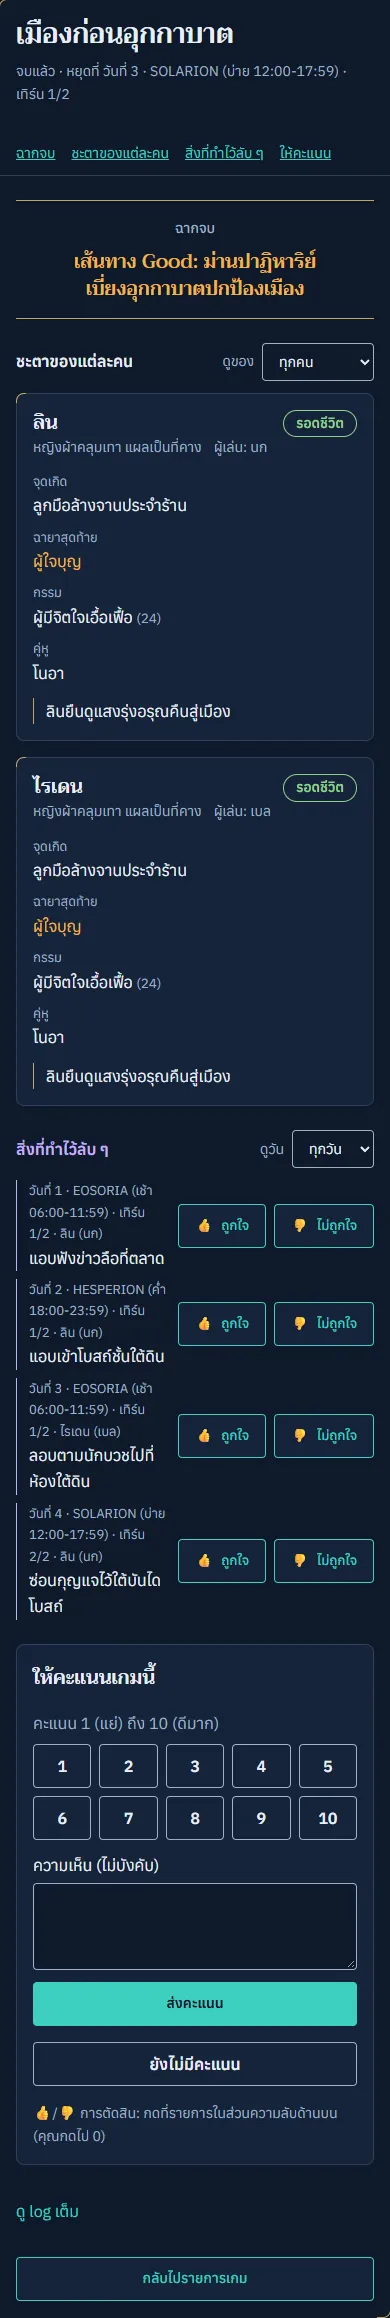 เมืองก่อนอุกกาบาต
จบแล้ว · หยุดที่ วันที่ 3 · SOLARION (บ่าย 12:00-17:59) ·
เทิร์น 1/2
ฉากจบ ชะตาของแต่ละคน สิ่งที่ทำไว้ลับ ๆ ให้คะแนน
ฉากจบ
เส้นทาง Good: ม่านปาฏิหาริย์
เบี่ยงอุกกาบาตปกป้องเมือง
ชะตาของแต่ละคน ดูของ ทุกคน
ลิน รอดชีวิต
หญิงผ้าคลุมเทา แผลเป็นที่คาง ผู้เล่น: นก
จุดเกิด
ลูกมือล้างจานประจำร้าน
ฉายาสุดท้าย
ผู้ใจบุญ
กรรม
ผู้มีจิตใจเอื้อเฟื้อ (24)
คู่หู
โนอา
ลินยืนดูแสงรุ่งอรุณคืนสู่เมือง
ไรเดน รอดชีวิต
หญิงผ้าคลุมเทา แผลเป็นที่คาง ผู้เล่น: เบล
จุดเกิด
ลูกมือล้างจานประจำร้าน
ฉายาสุดท้าย
ผู้ใจบุญ
กรรม
ผู้มีจิตใจเอื้อเฟื้อ (24)
คู่หู
โนอา
ลินยืนดูแสงรุ่งอรุณคืนสู่เมือง
สิ่งที่ทำไว้ลับ ๆ ดูวัน ทุกวัน
วันที่ 1 · EOSORIA (เช้า
06:00-11:59) · เทิร์น
1/2 · ลิน (นก)
แอบฟังข่าวลือที่ตลาด
👍 ถูกใจ 👎 ไม่ถูกใจ
วันที่ 2 · HESPERION (ค่ำ
18:00-23:59) · เทิร์น
1/2 · ลิน (นก)
แอบเข้าโบสถ์ชั้นใต้ดิน
👍 ถูกใจ 👎 ไม่ถูกใจ
วันที่ 3 · EOSORIA (เช้า
06:00-11:59) · เทิร์น
1/2 · ไรเดน (เบล)
ลอบตามนักบวชไปที่
ห้องใต้ดิน
👍 ถูกใจ 👎 ไม่ถูกใจ
วันที่ 4 · SOLARION (บ่าย
12:00-17:59) · เทิร์น
2/2 · ลิน (นก)
ซ่อนกุญแจไว้ใต้บันได
โบสถ์
👍 ถูกใจ 👎 ไม่ถูกใจ
ให้คะแนนเกมนี้
คะแนน 1 (แย่) ถึง 10 (ดีมาก)
1 2 3 4 5
6 7 8 9 10
ความเห็น (ไม่บังคับ)
ส่งคะแนน
ยังไม่มีคะแนน
👍 / 👎 การตัดสิน: กดที่รายการในส่วนความลับด้านบน
(คุณกดไป 0)
ดู log เต็ม
กลับไปรายการเกม